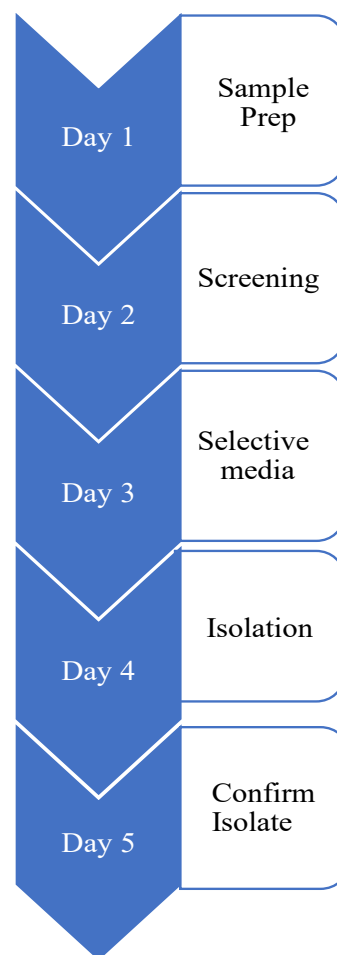 Day 1
Sample
Prep
Day 2
Screening
Day 3
Selective
media
Day 4
Isolation
Day 5
Confirm
Isolate